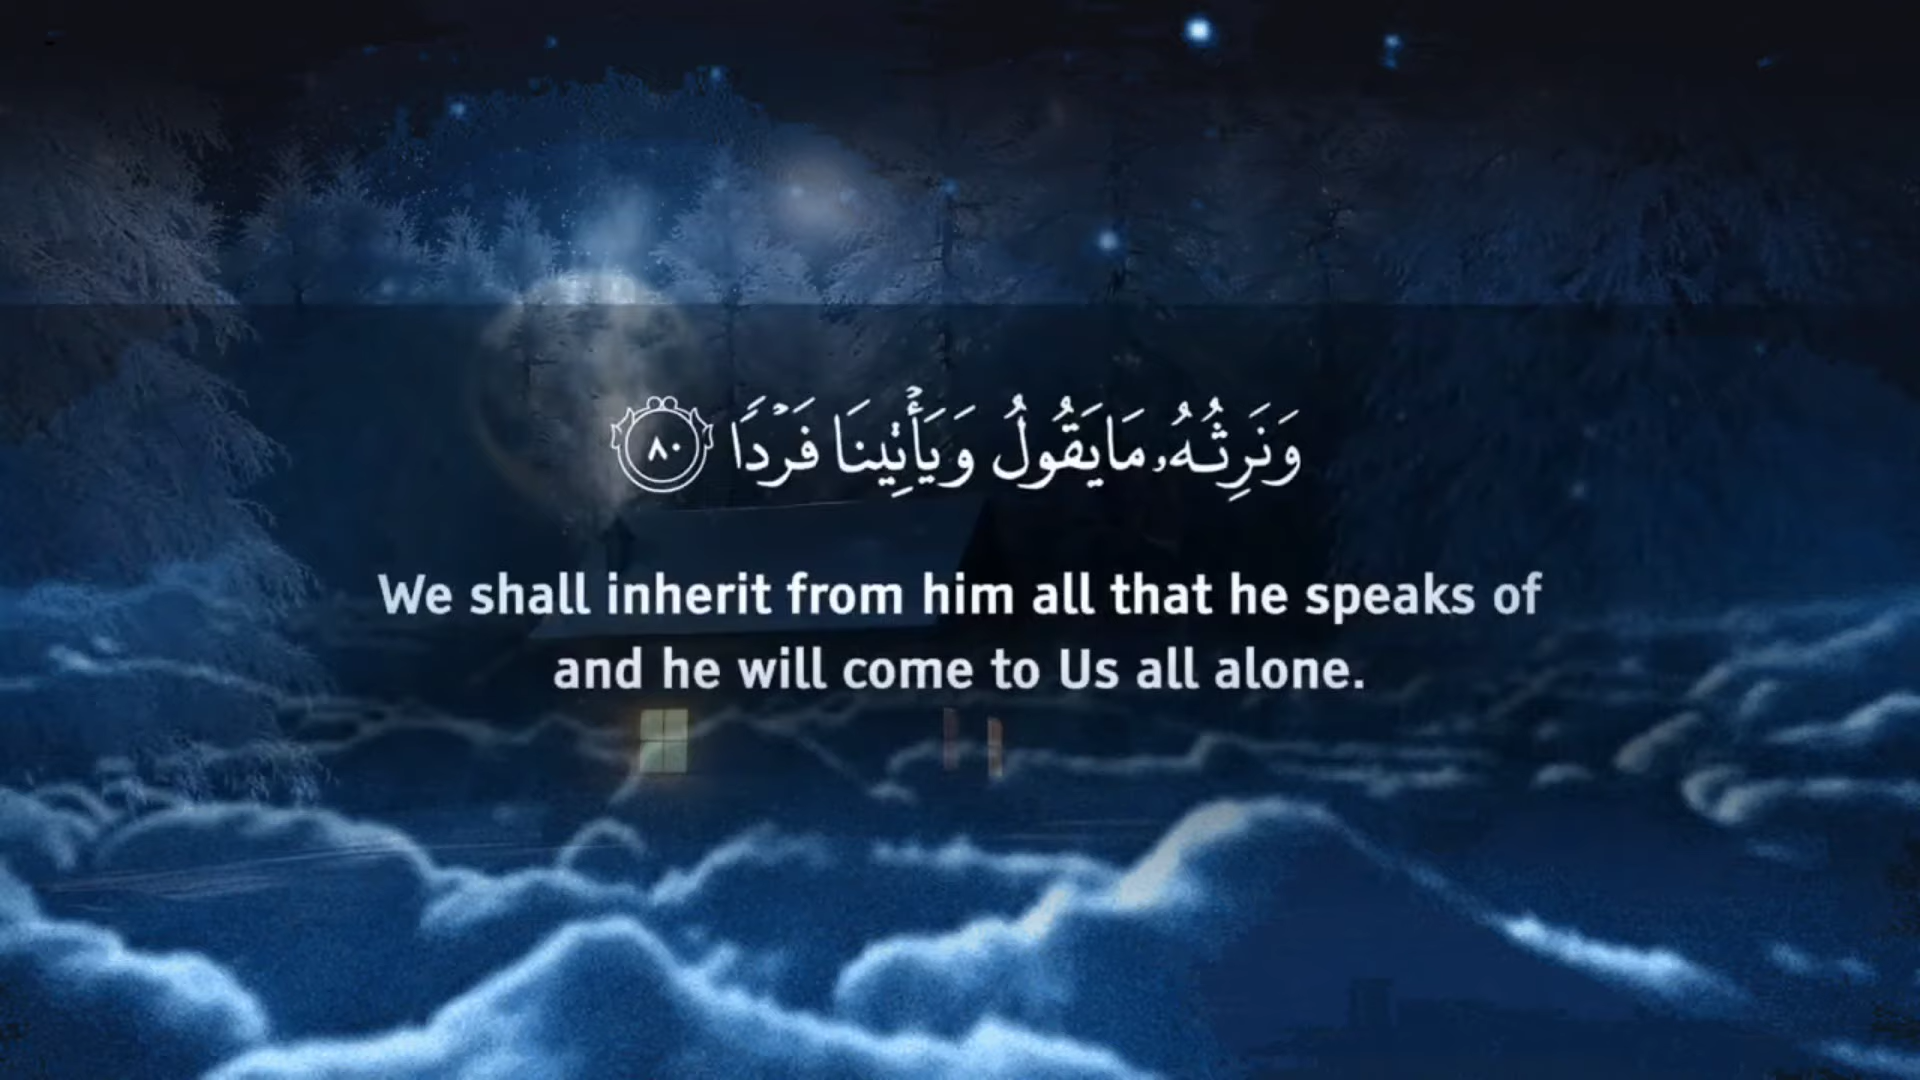 وَنَرِثُهُۥ مَا يَقُولُ وَيَأۡتِينَا فَرۡدٗا ٨٠
We shall inherit from him all that he speaks of
and he will come to Us all alone.